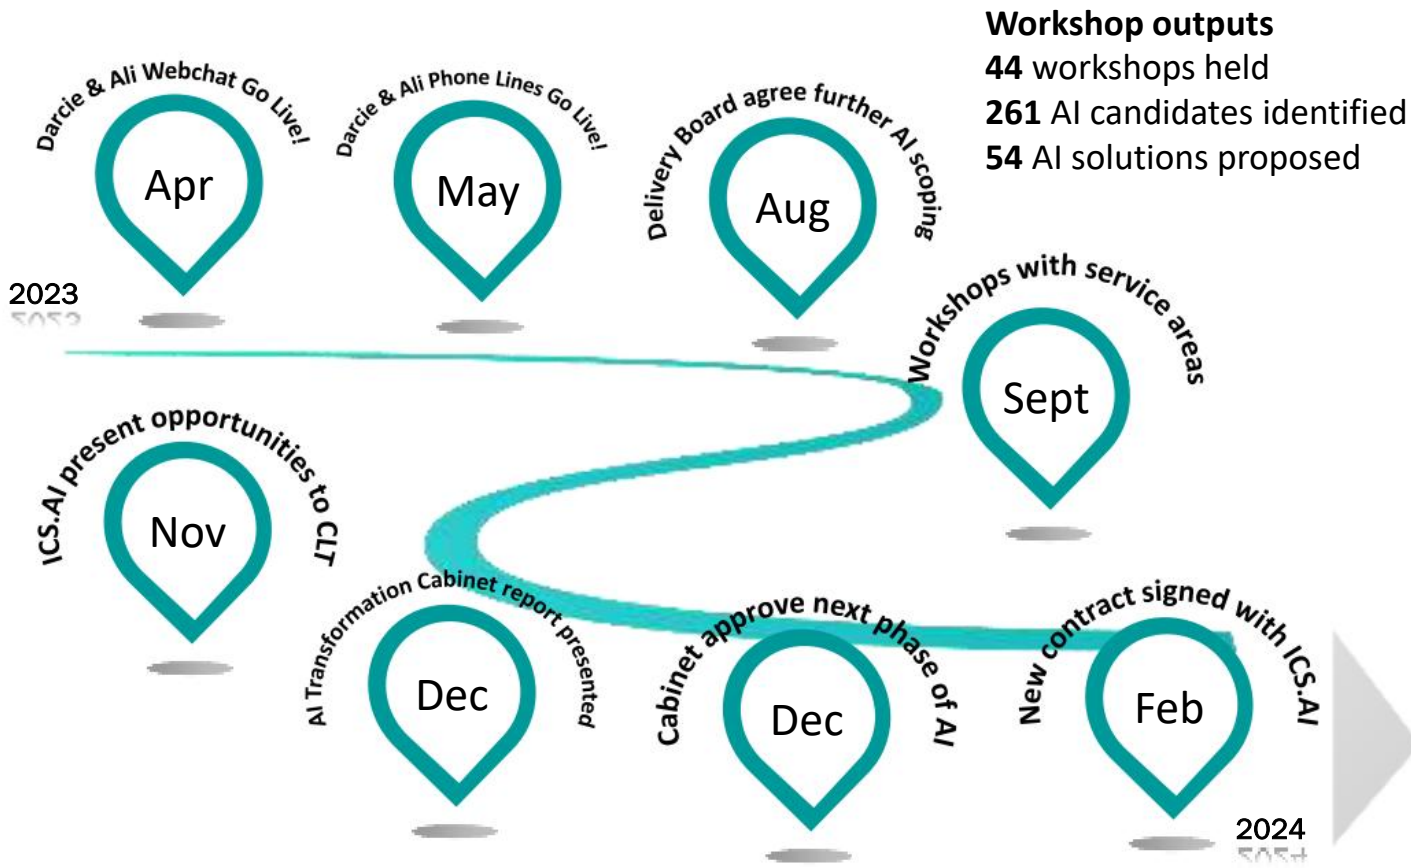 Workshop outputs
44 workshops held
261 AI candidates identified
54 AI solutions proposed
Darcie & Ali Webchat Go Live!
Apr
Darcie & Ali Phone Lines Go Live!
May
Delivery Board agree further AI scoping
Aug
2023
Workshops with service areas
Sept
ICS.AI present opportunities to CLT
Nov
AI Transformation Cabinet report presented
Dec
Cabinet approve next phase of AI
Dec
New contract signed with ICS.AI
Feb
2024